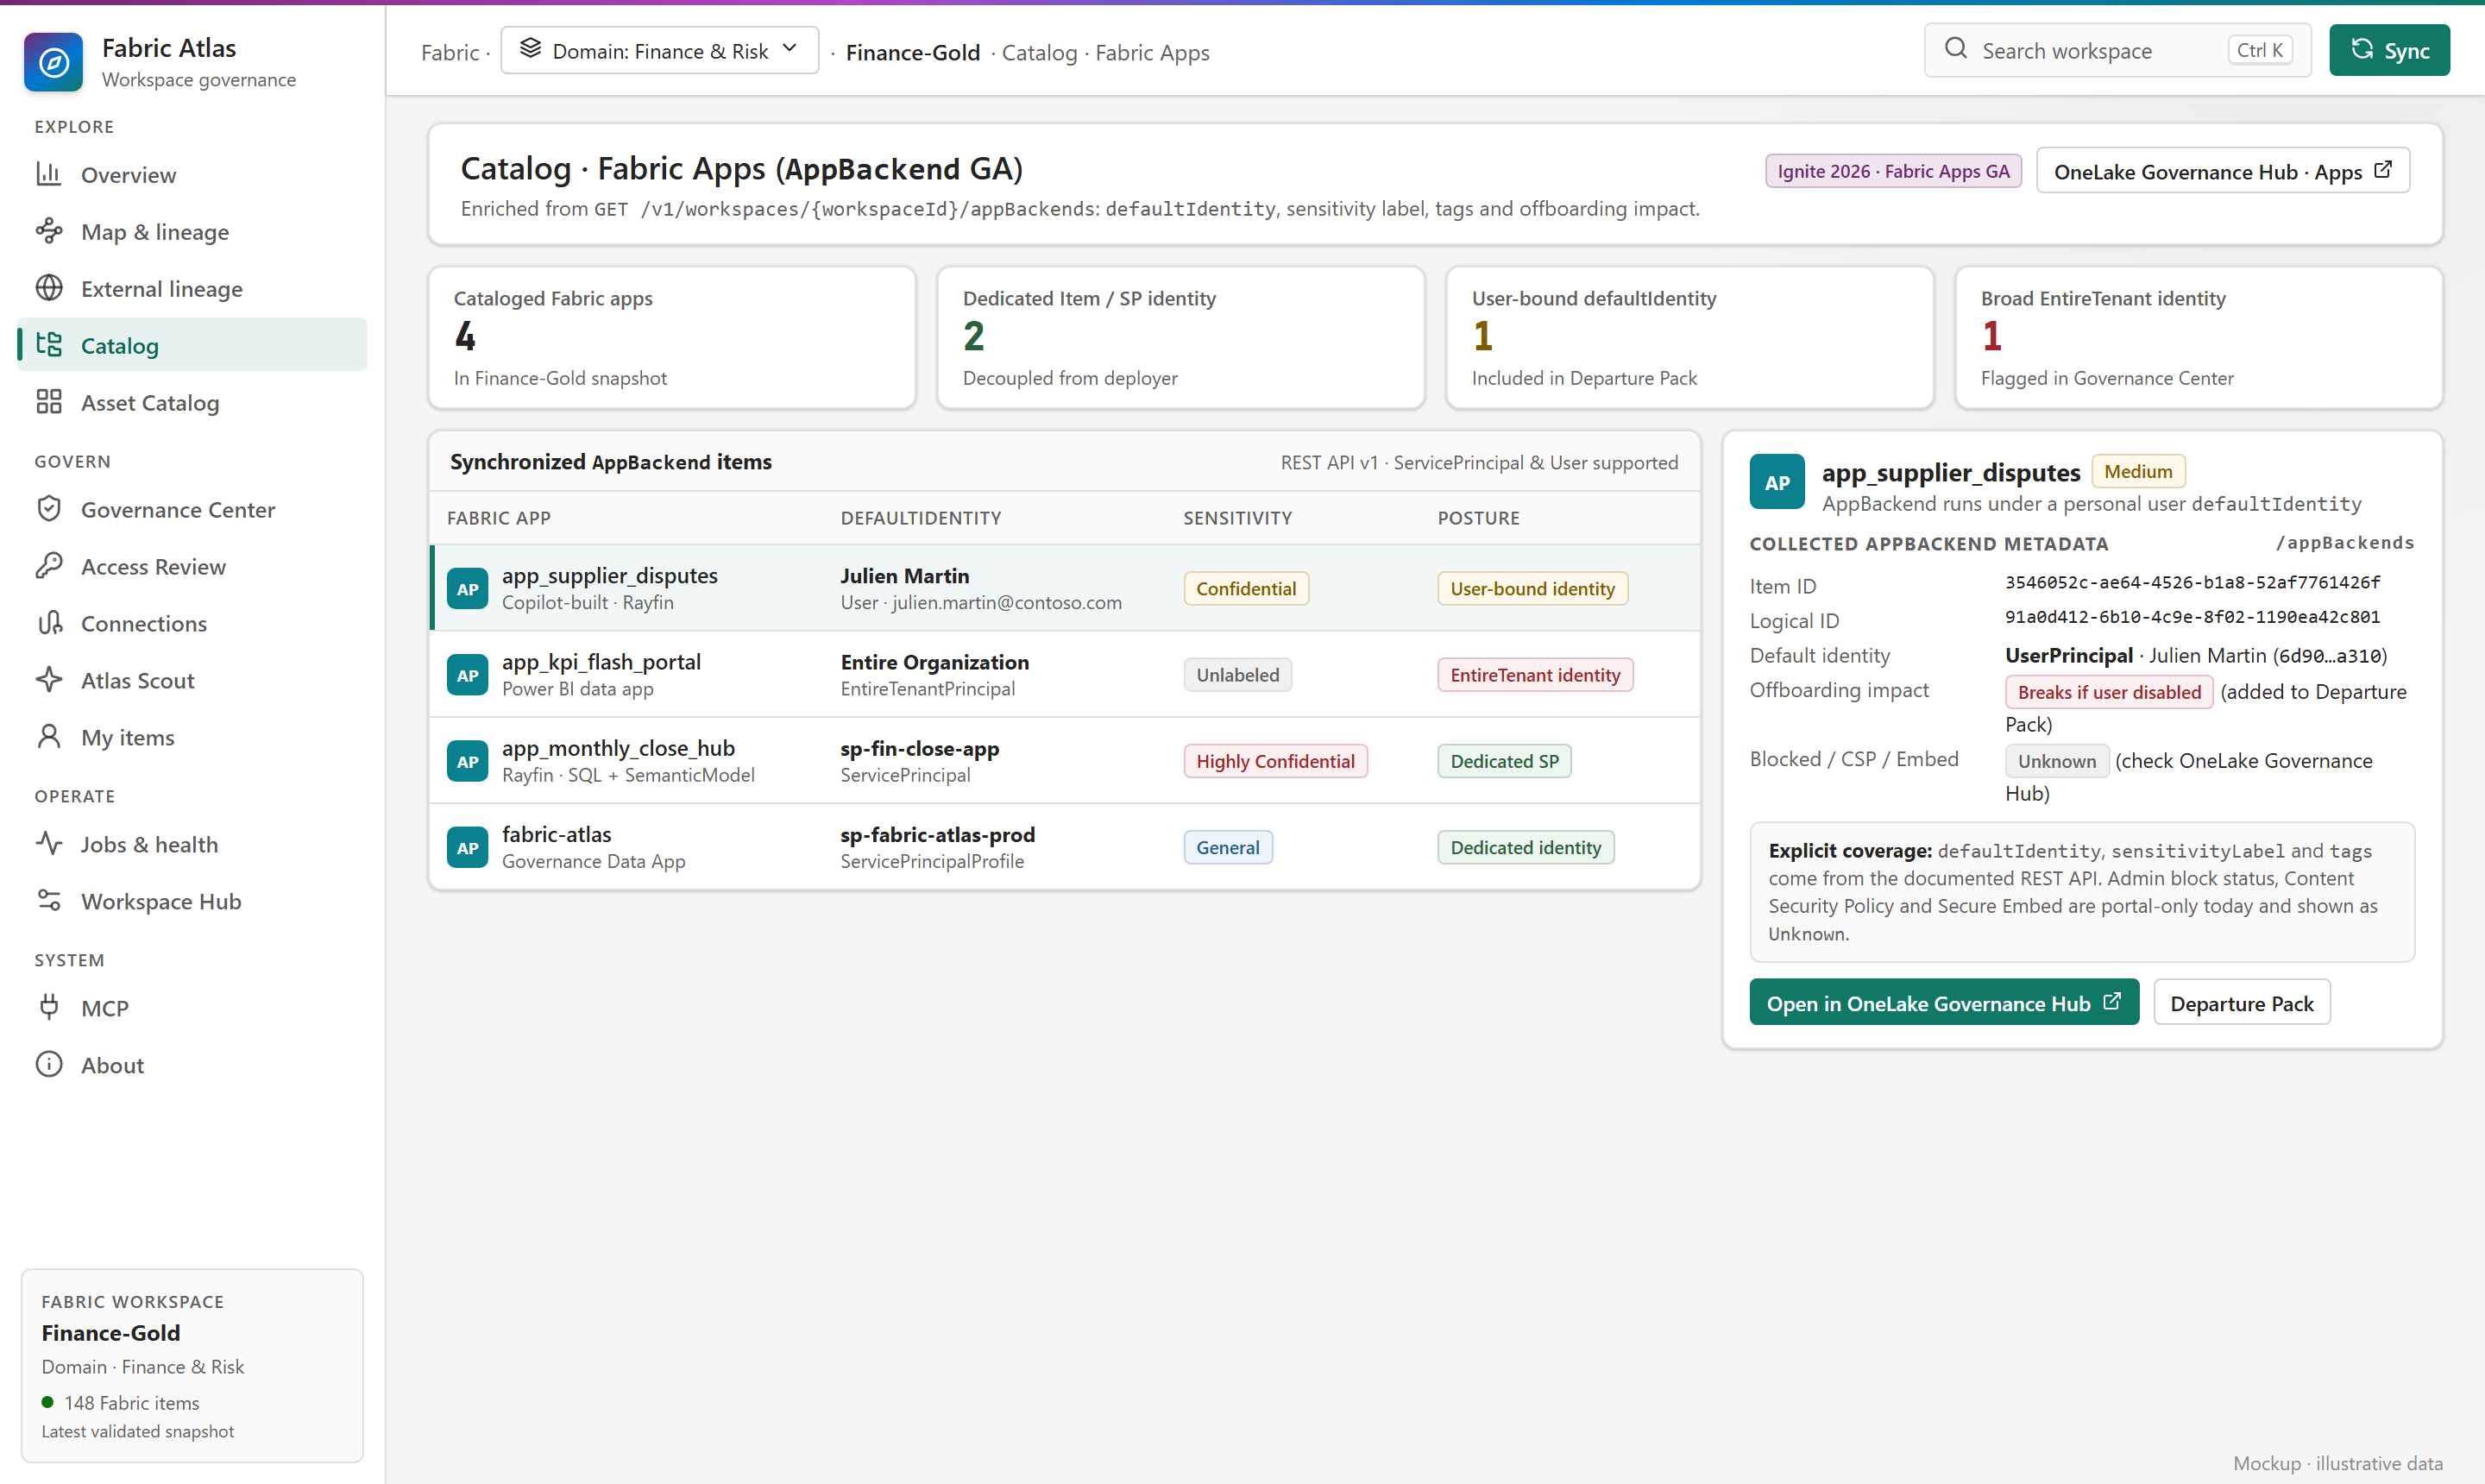 Fabric Atlas
Workspace governance
EXPLORE
Overview
Map & lineage
External lineage
Catalog
Asset Catalog
GOVERN
Governance Center
Access Review
Connections
Atlas Scout
My items
OPERATE
Jobs & health
Workspace Hub
SYSTEM
MCP
About
FABRIC WORKSPACE
Finance-Gold
Domain · Finance & Risk
148 Fabric items
Latest validated snapshot
Fabric · Domain: Finance & Risk · Finance-Gold · Catalog · Fabric Apps
Search workspace Ctrl K
Sync
Catalog · Fabric Apps (AppBackend GA)
Enriched from GET /v1/workspaces/{workspaceId}/appBackends: defaultIdentity, sensitivity label, tags and offboarding impact.
Ignite 2026 · Fabric Apps GA
OneLake Governance Hub · Apps
Cataloged Fabric apps
4
In Finance-Gold snapshot
Dedicated Item / SP identity
2
Decoupled from deployer
User-bound defaultIdentity
1
Included in Departure Pack
Broad EntireTenant identity
1
Flagged in Governance Center
Synchronized AppBackend items
REST API v1 · ServicePrincipal & User supported
FABRIC APP DEFAULTIDENTITY SENSITIVITY POSTURE
AP app_supplier_disputes Julien Martin Confidential User-bound identity
Copilot-built · Rayfin User · julien.martin@contoso.com
AP app_kpi_flash_portal Entire Organization Unlabeled EntireTenant identity
Power BI data app EntireTenantPrincipal
AP app_monthly_close_hub sp-fin-close-app Highly Confidential Dedicated SP
Rayfin · SQL + SemanticModel ServicePrincipal
AP fabric-atlas sp-fabric-atlas-prod General Dedicated identity
Governance Data App ServicePrincipalProfile
AP app_supplier_disputes Medium
AppBackend runs under a personal user defaultIdentity
COLLECTED APPBACKEND METADATA /appBackends
Item ID 3546052c-ae64-4526-b1a8-52af7761426f
Logical ID 91a0d412-6b10-4c9e-8f02-1190ea42c801
Default identity UserPrincipal · Julien Martin (6d90…a310)
Offboarding impact Breaks if user disabled (added to Departure
Pack)
Blocked / CSP / Embed Unknown (check OneLake Governance
Hub)
Explicit coverage: defaultIdentity, sensitivityLabel and tags
come from the documented REST API. Admin block status, Content
Security Policy and Secure Embed are portal-only today and shown as
Unknown.
Open in OneLake Governance Hub
Departure Pack
Mockup · illustrative data